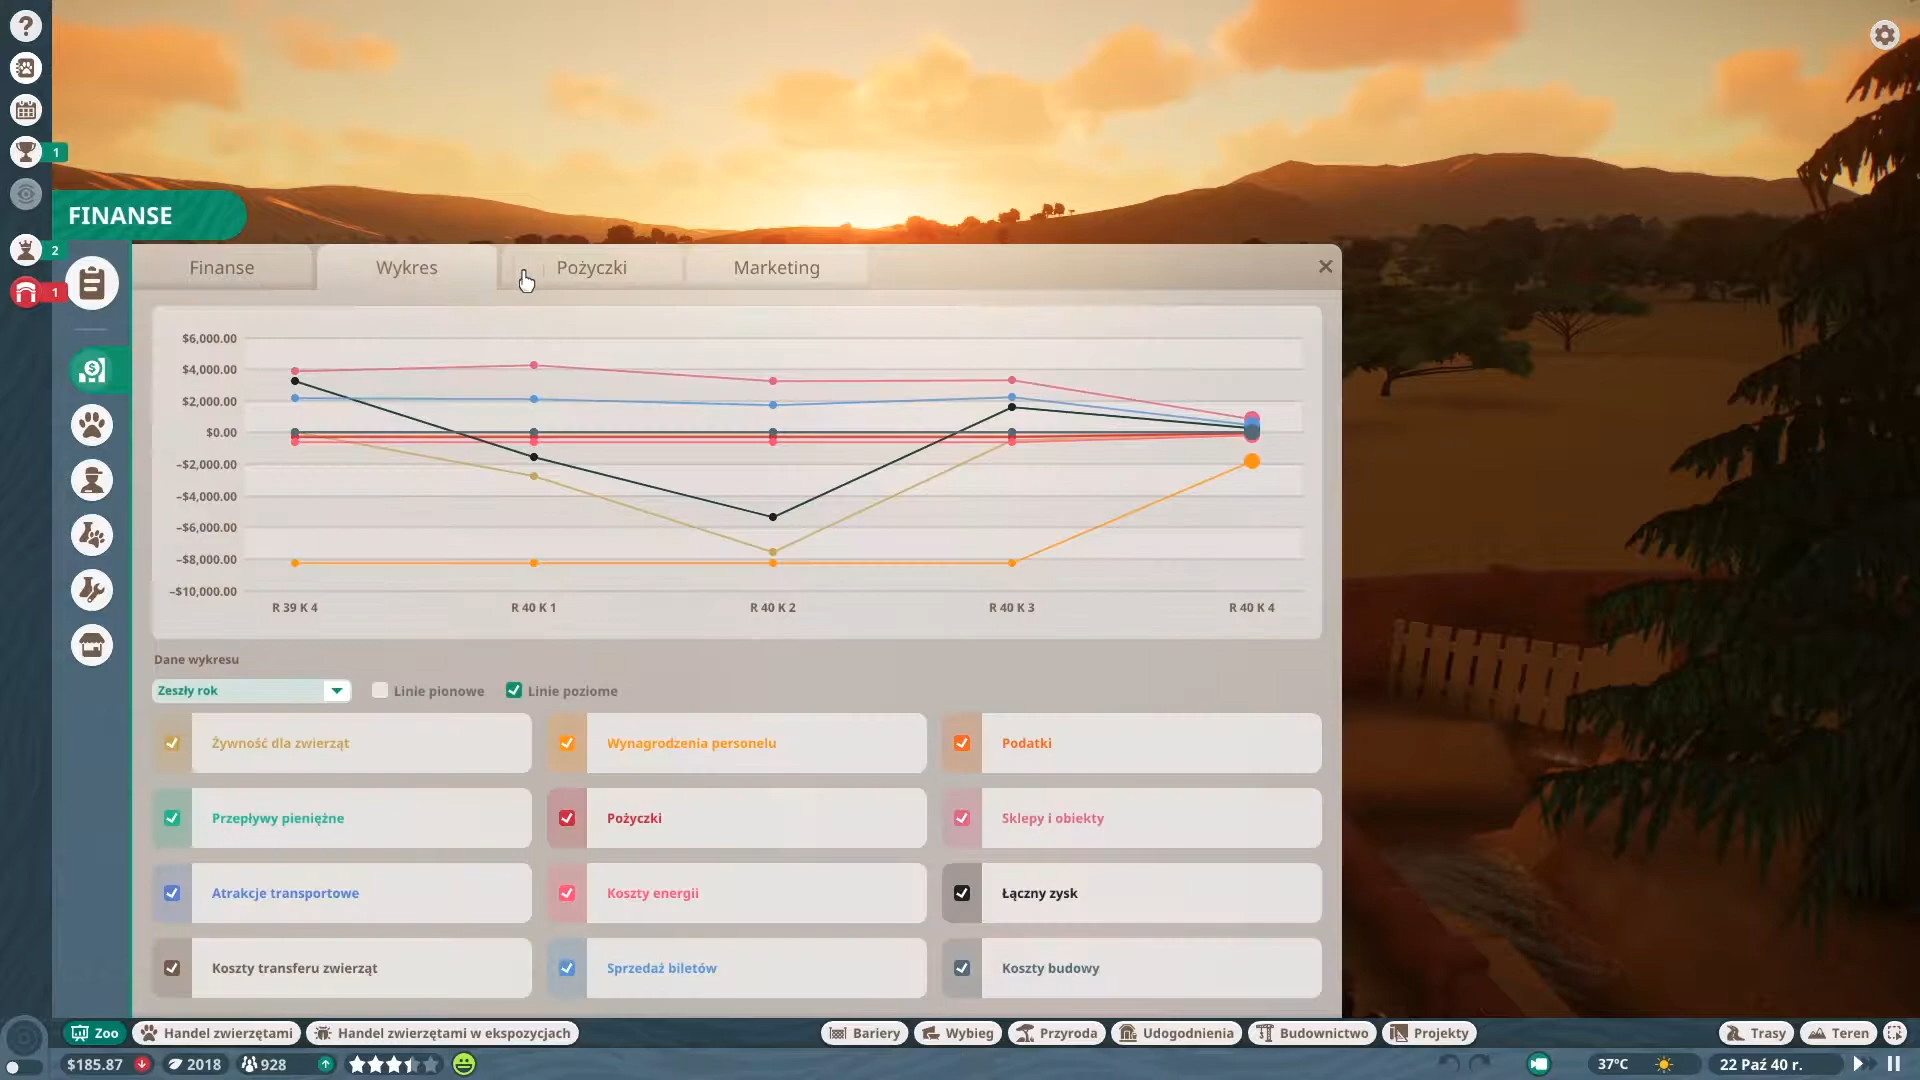 ?
1
FINANSE
2
1
Finanse
Wykres
Pożyczki
Marketing
$6,000.00
$4,000.00
$2,000.00
$0.00
–$2,000.00
–$4,000.00
–$6,000.00
–$8,000.00
–$10,000.00
R 39 K 4
R 40 K 1
R 40 K 2
R 40 K 3
R 40 K 4
Dane wykresu
Zeszły rok
Linie pionowe
Linie poziome
Żywność dla zwierząt
Wynagrodzenia personelu
Podatki
Przepływy pieniężne
Pożyczki
Sklepy i obiekty
Atrakcje transportowe
Koszty energii
Łączny zysk
Koszty transferu zwierząt
Sprzedaż biletów
Koszty budowy
Zoo
Handel zwierzętami
Handel zwierzętami w ekspozycjach
Bariery
Wybieg
Przyroda
Udogodnienia
Budownictwo
Projekty
Trasy
Teren
$185.87
2018
928
37°C
22 Paź 40 r.